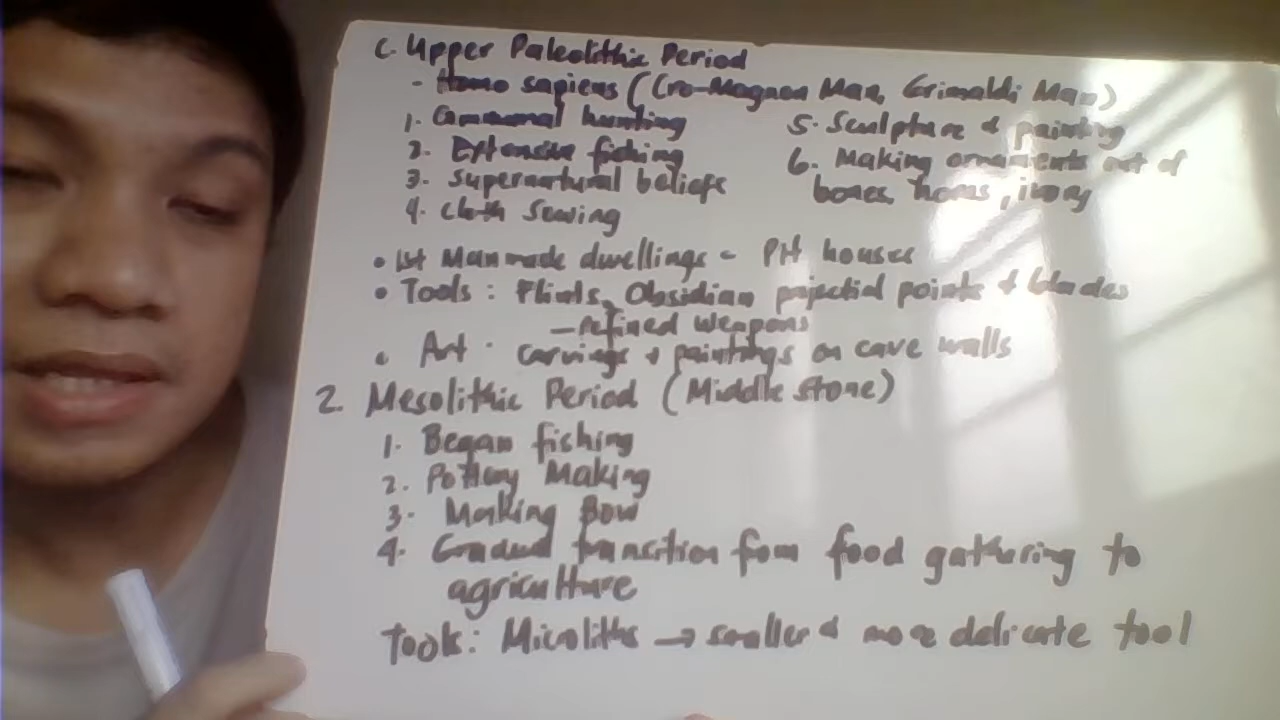 C. Upper Paleolithic Period
- Homo sapiens (Cro-Magnon Man, Grimaldi Man)
1. Communal hunting
2. Extensive fishing
3. Supernatural beliefs
4. Cloth Sewing
5. Sculpture & painting
6. Making ornaments out of
bones, horns, ivory
• 1st Manmade dwellings - Pit houses
• Tools : Flints, Obsidian projectial points & blades
- refined weapons
• Art : carvings & paintings on cave walls
2. Mesolithic Period (Middle stone)
1. Began fishing
2. Pottery Making
3. Making Bow
4. Gradual transition from food gathering to
agriculture
Tools: Micoliths → smaller & more delicate tool